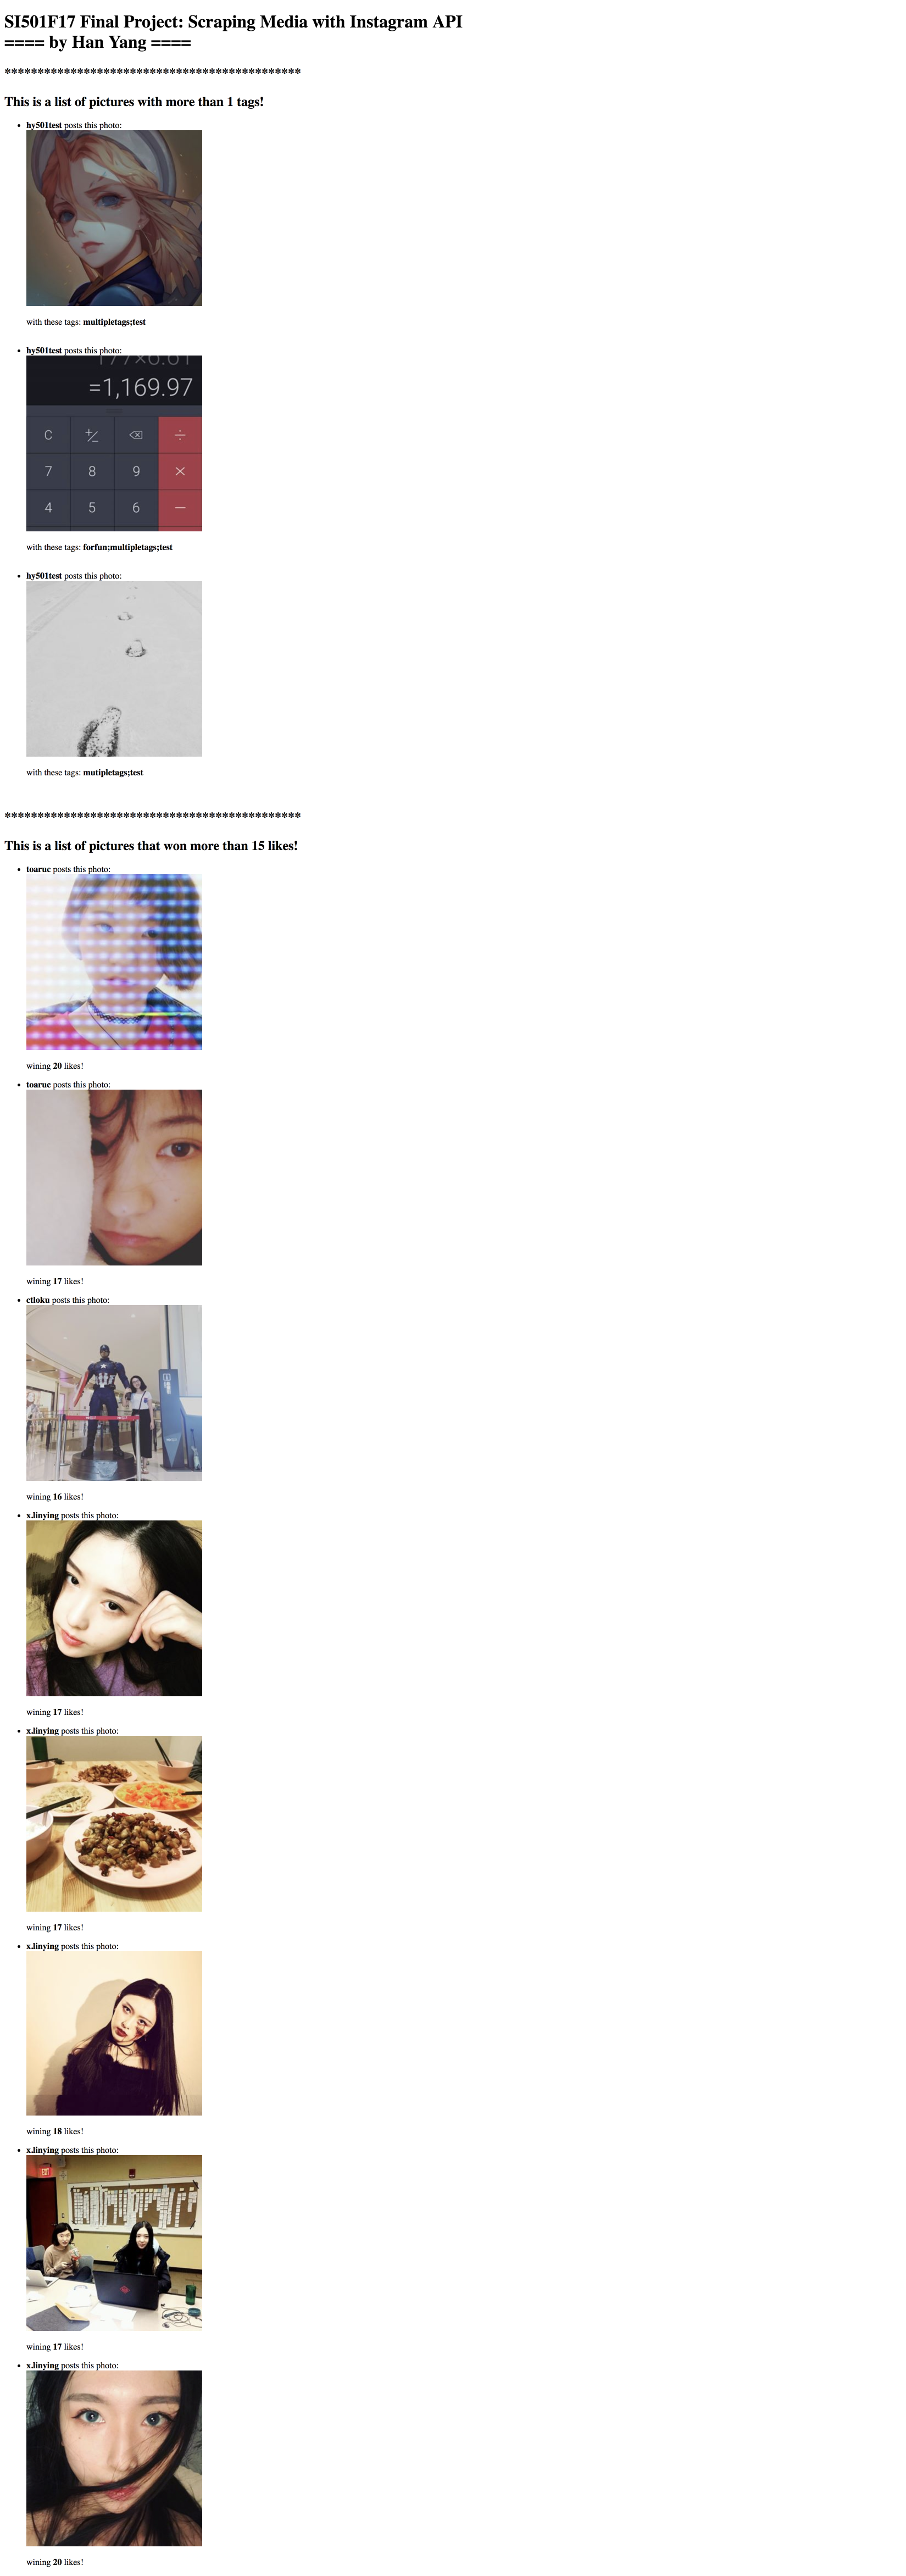 SI501F17 Final Project: Scraping Media with Instagram API
==== by Han Yang ====
*********************************************
This is a list of pictures with more than 1 tags!
hy501test posts this photo:
with these tags: multipletags;test
hy501test posts this photo:
=1,169.97
C +/- ÷
7 8 9 ×
4 5 6 −
with these tags: forfun;multipletags;test
hy501test posts this photo:
with these tags: mutipletags;test
*********************************************
This is a list of pictures that won more than 15 likes!
toaruc posts this photo:
wining 20 likes!
toaruc posts this photo:
wining 17 likes!
ctloku posts this photo:
wining 16 likes!
x.linying posts this photo:
wining 17 likes!
x.linying posts this photo:
wining 17 likes!
x.linying posts this photo:
wining 18 likes!
x.linying posts this photo:
wining 17 likes!
x.linying posts this photo:
wining 20 likes!